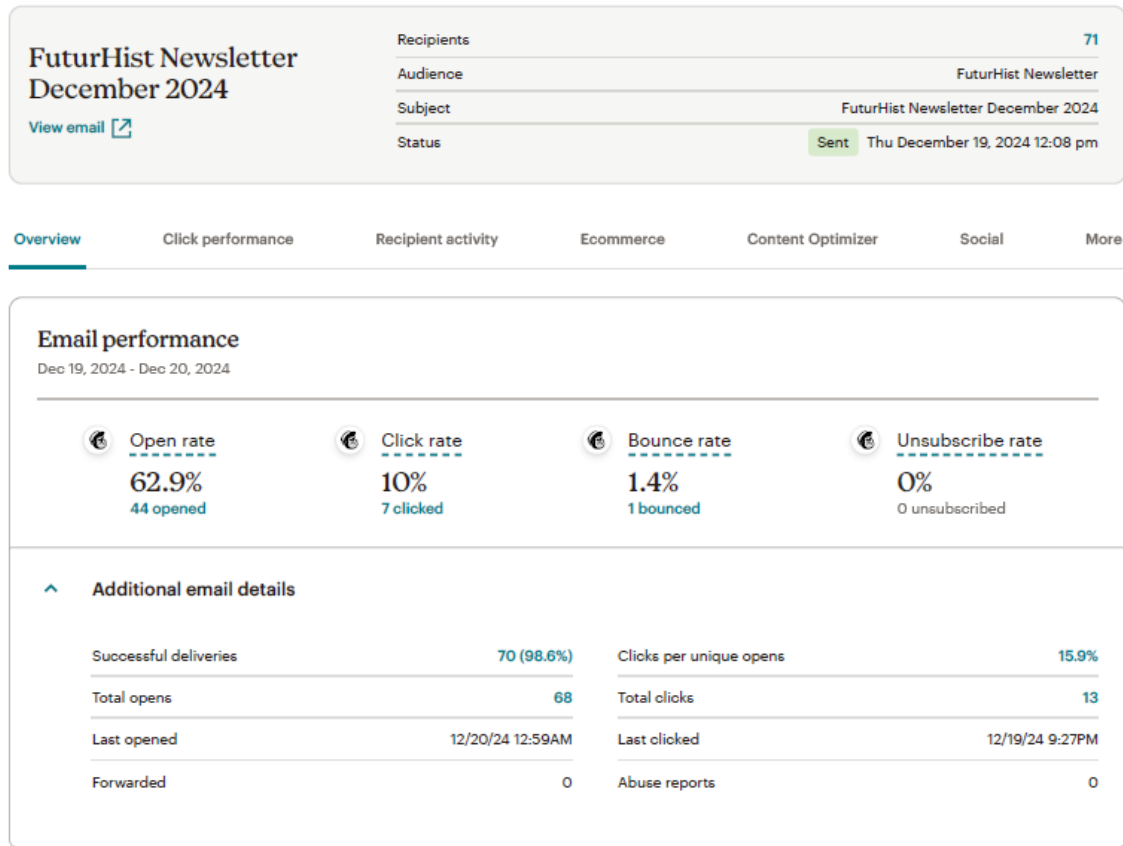 FuturHist Newsletter
December 2024
View email
Recipients 71
Audience FuturHist Newsletter
Subject FuturHist Newsletter December 2024
Status Sent Thu December 19, 2024 12:08 pm
Overview Click performance Recipient activity Ecommerce Content Optimizer Social More
Email performance
Dec 19, 2024 - Dec 20, 2024
Open rate Click rate Bounce rate Unsubscribe rate
62.9% 10% 1.4% 0%
44 opened 7 clicked 1 bounced 0 unsubscribed
Additional email details
Successful deliveries 70 (98.6%) Clicks per unique opens 15.9%
Total opens 68 Total clicks 13
Last opened 12/20/24 12:59AM Last clicked 12/19/24 9:27PM
Forwarded 0 Abuse reports 0